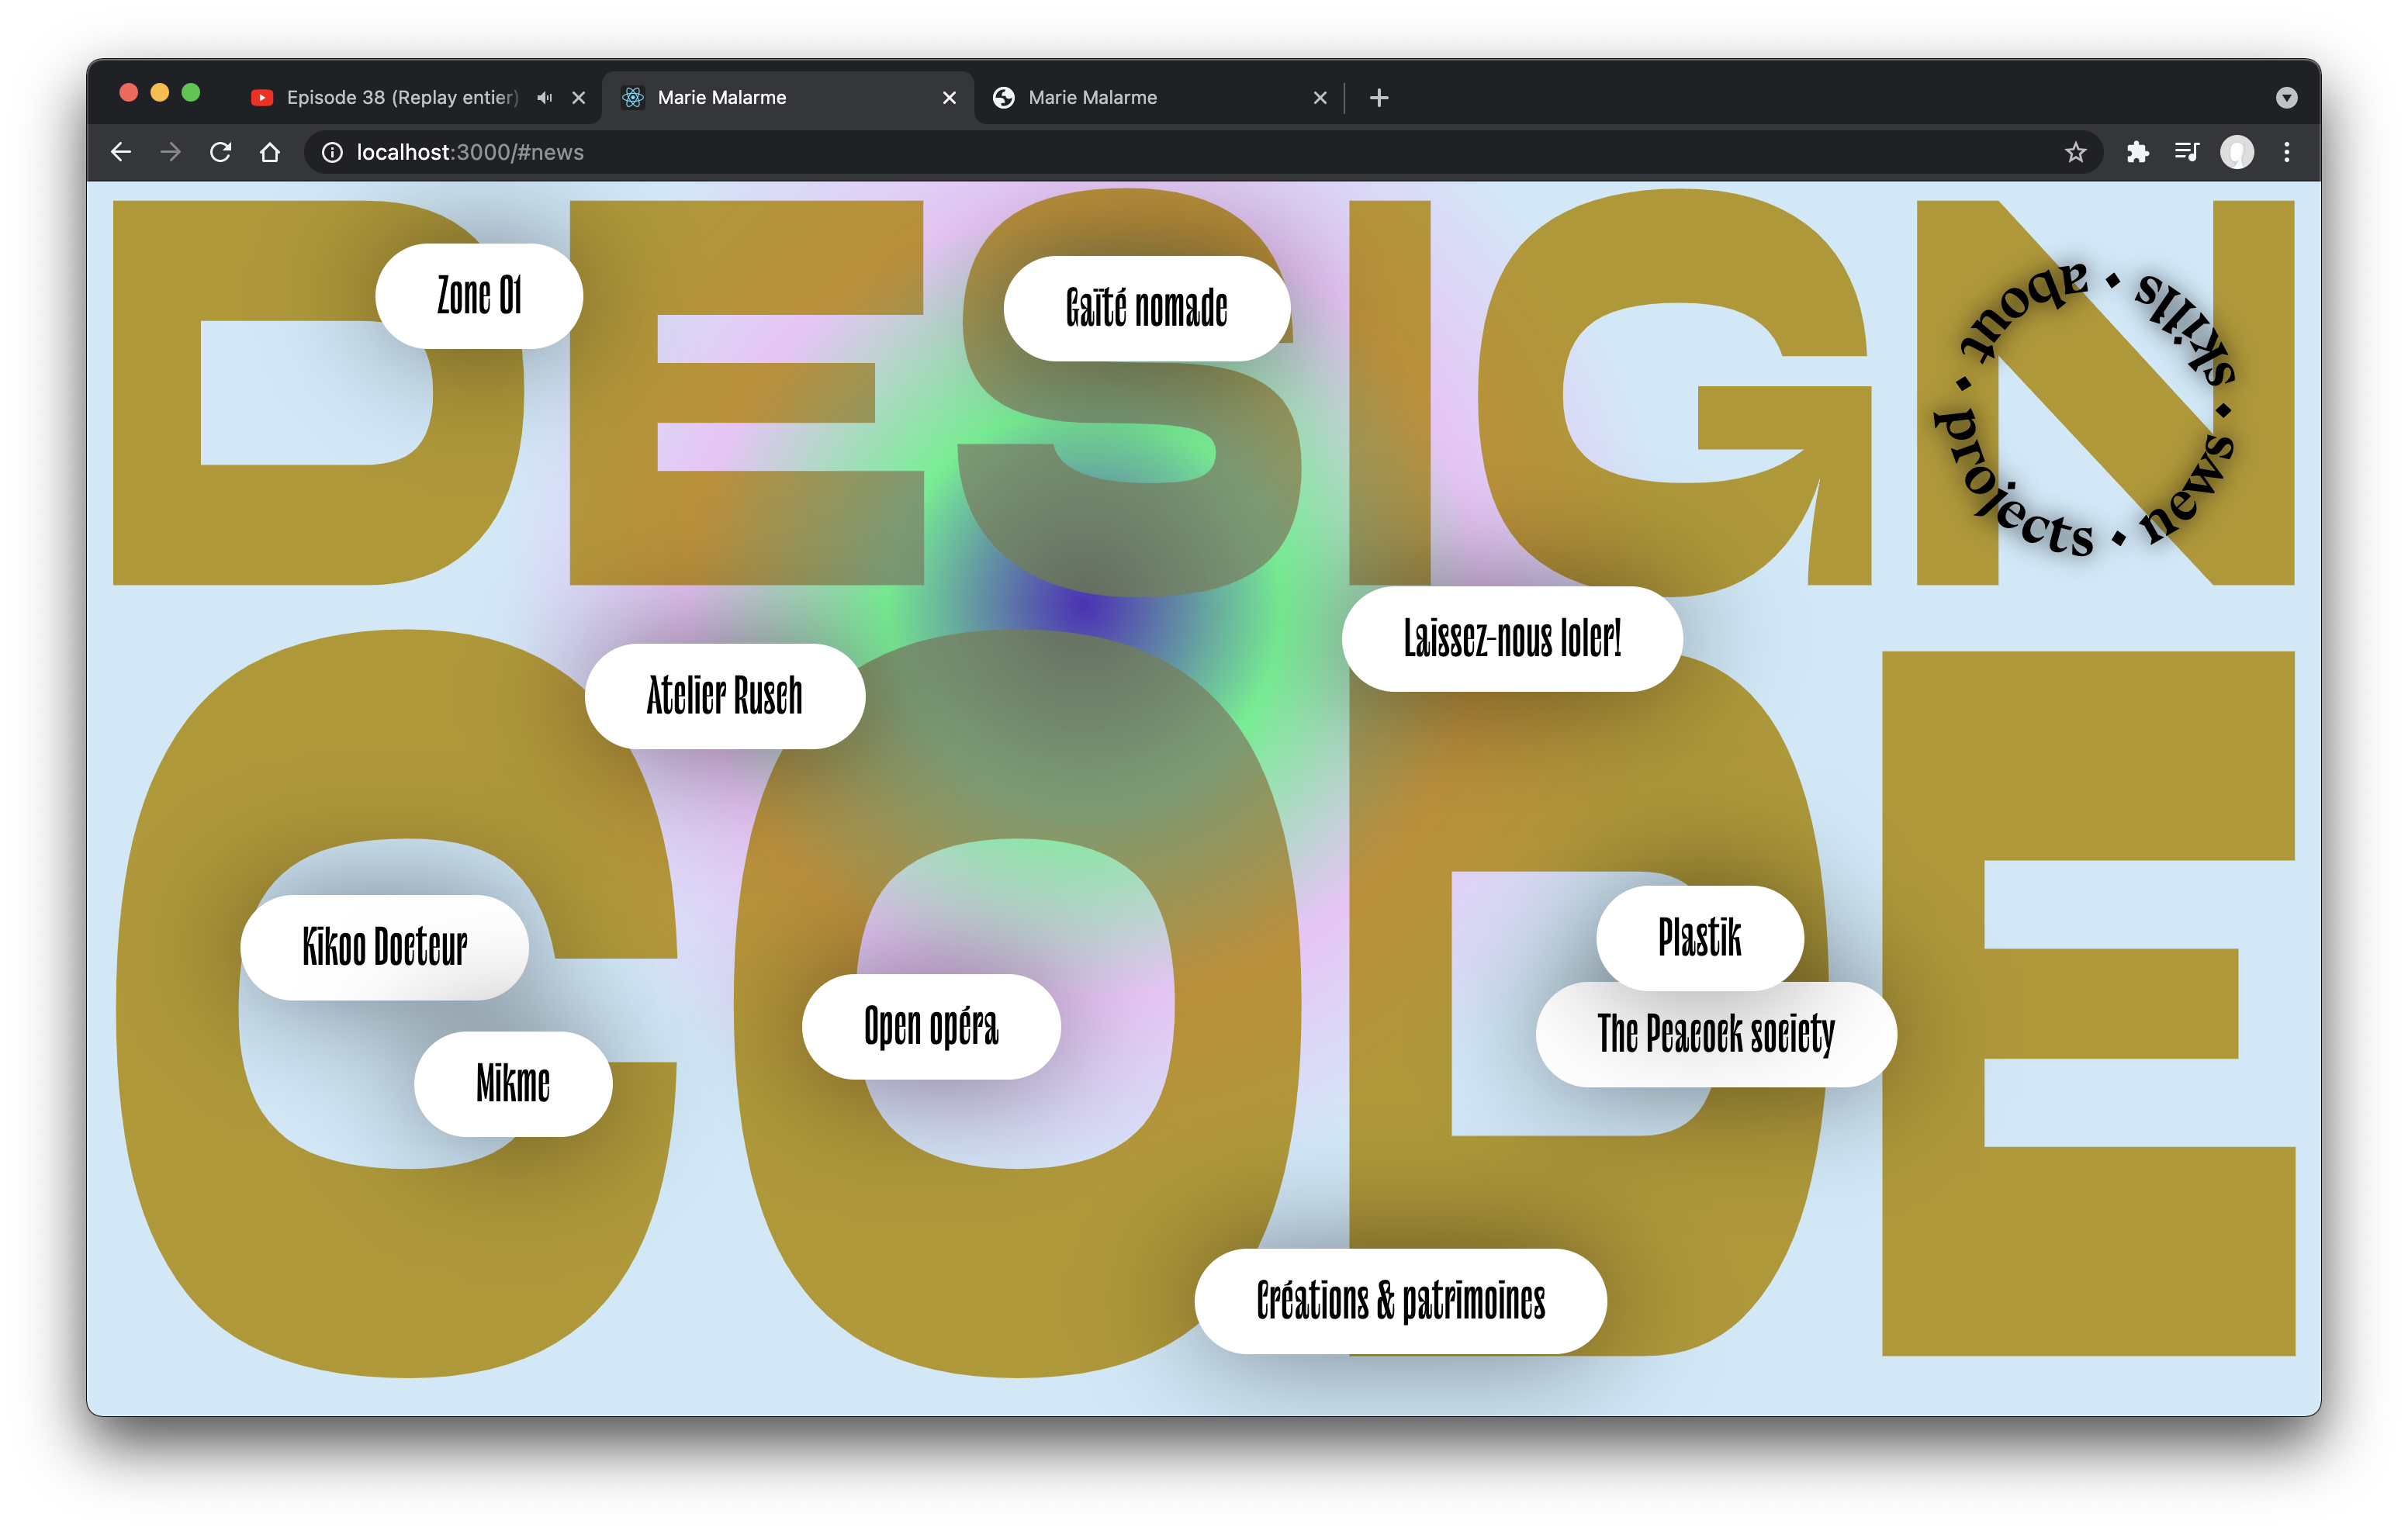 Episode 38 (Replay entier)
Marie Malarme
Marie Malarme
localhost:3000/#news
DESIGN
CODE
Zone 01
Gaïté nomade
about · skills · news · projects ·
Laissez-nous loler!
Atelier Rusch
Kikoo Docteur
Plastik
Open opéra
The Peacock society
Mikme
Créations & patrimoines